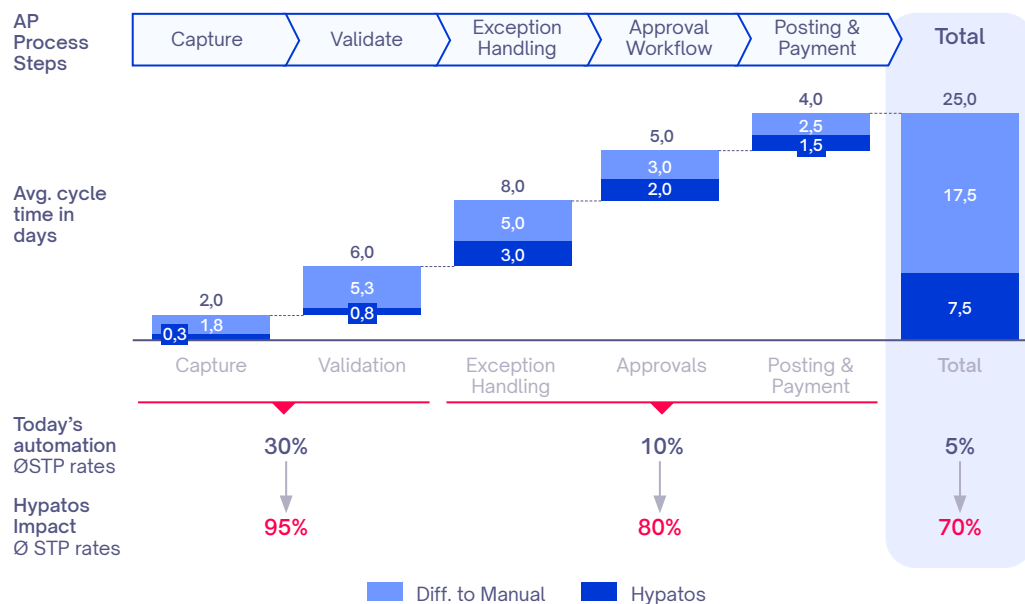 AP
Process
Steps
Capture
Validate
Exception
Handling
Approval
Workflow
Posting &
Payment
Total
Avg. cycle
time in
days
2,0
1,8
0,3
6,0
5,3
0,8
8,0
5,0
3,0
5,0
3,0
2,0
4,0
2,5
1,5
25,0
17,5
7,5
Capture
Validation
Exception
Handling
Approvals
Posting &
Payment
Total
Today's
automation
ØSTP rates
30%
10%
5%
Hypatos
Impact
Ø STP rates
95%
80%
70%
Diff. to Manual
Hypatos